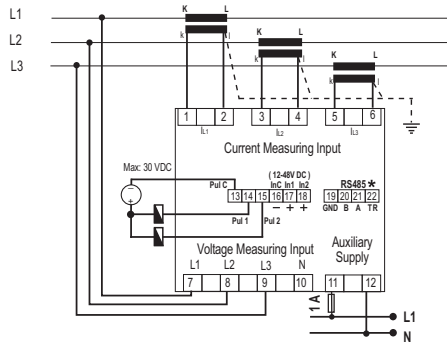 L1
L2
L3
K L
k l
K L
k l
K L
k l
1 2 3 4 5 6
IL1 IL2 IL3
Current Measuring Input
Max: 30 VDC
(12-48V DC)
Pul C
InC In1 In2
RS485 *
13 14 15 16 17 18
19 20 21 22
− + +
GND B A TR
Pul 1
Pul 2
Voltage Measuring Input
Auxiliary
Supply
L1 L2 L3 N
7 8 9 10
11 12
1 A
L1
N